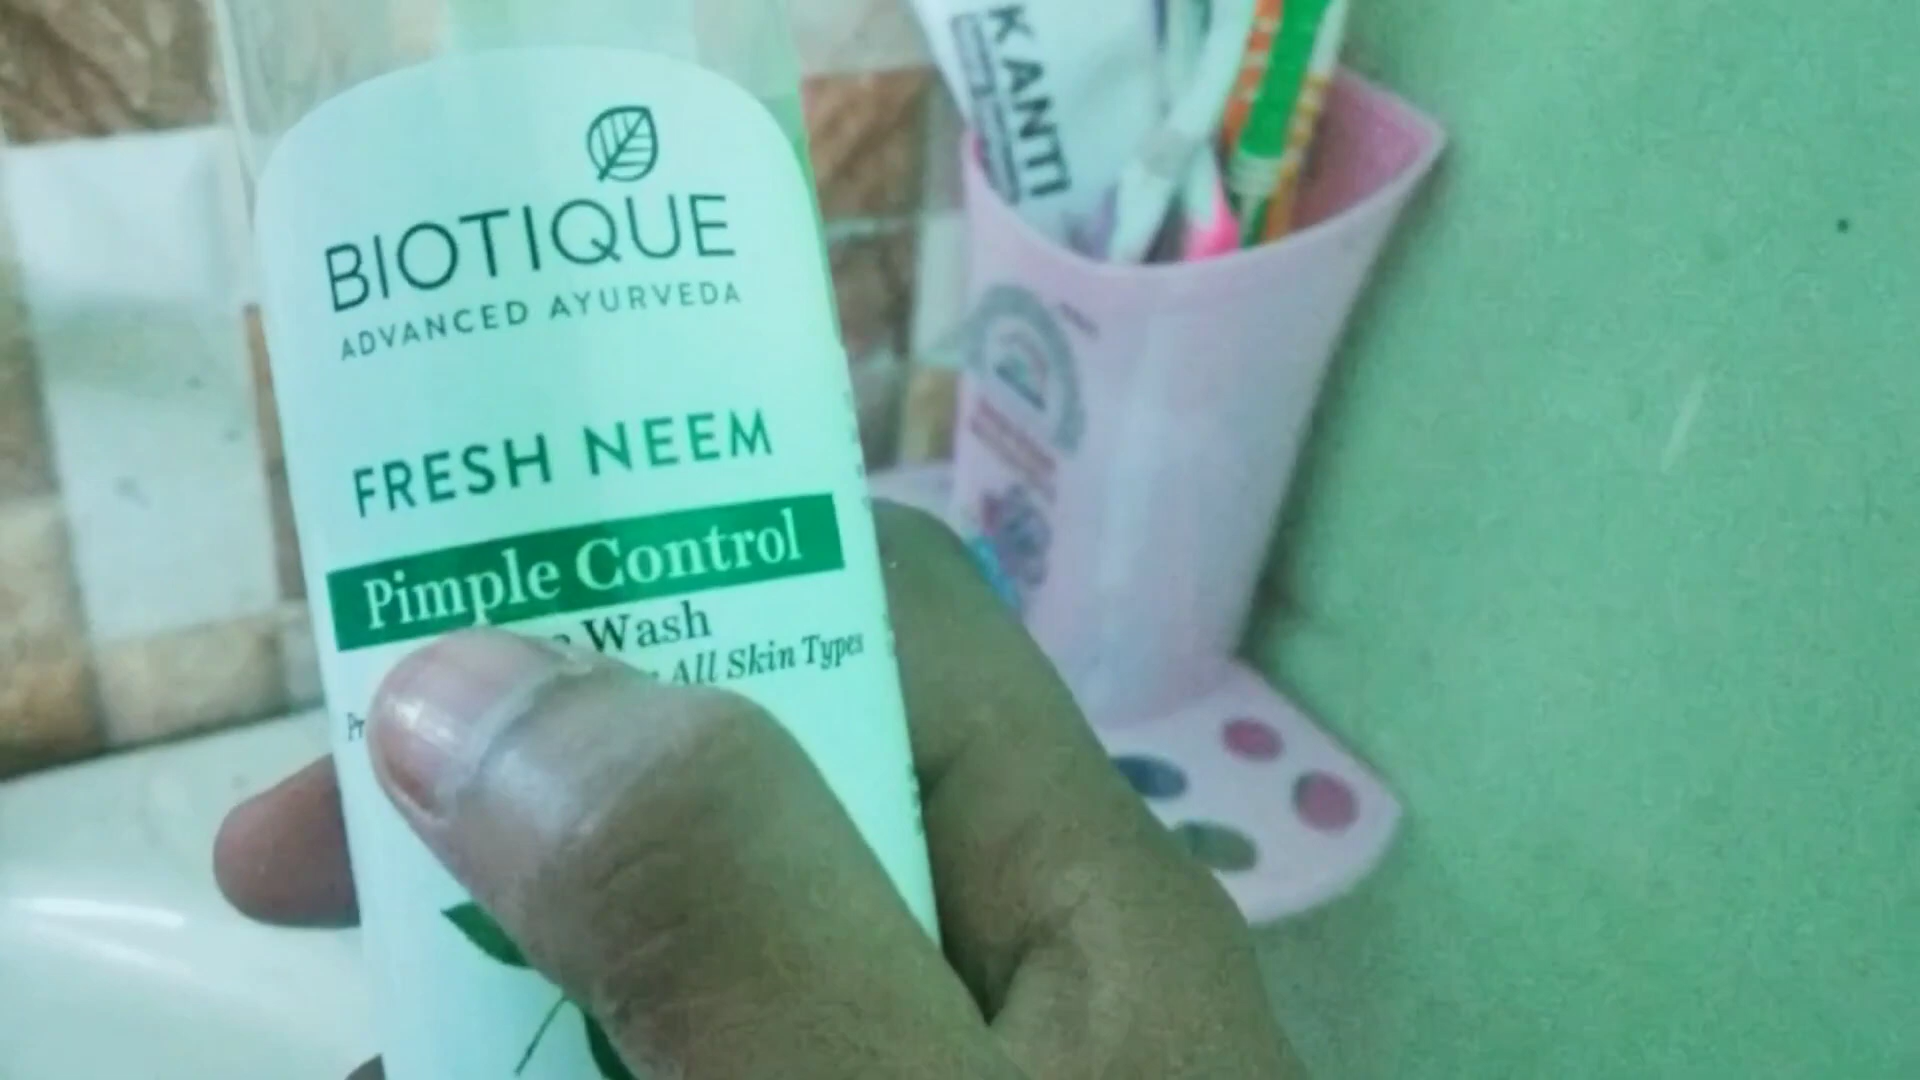 BIOTIQUE
ADVANCED AYURVEDA
FRESH NEEM
Pimple Control
Wash
All Skin Types
KANTI